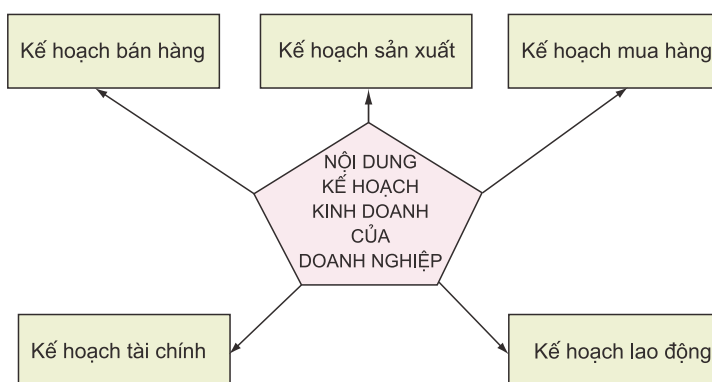 Kế hoạch bán hàng
Kế hoạch sản xuất
Kế hoạch mua hàng
NỘI DUNG
KẾ HOẠCH
KINH DOANH
CỦA
DOANH NGHIỆP
Kế hoạch tài chính
Kế hoạch lao động